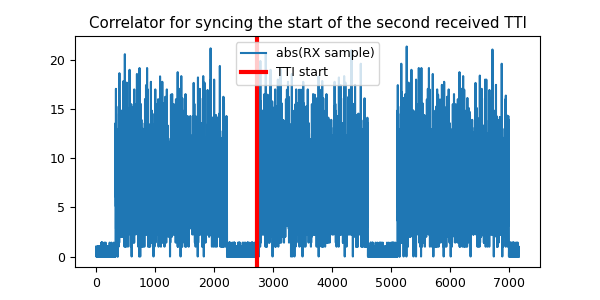 Correlator for syncing the start of the second received TTI
abs(RX sample)
TTI start
20
15
10
5
0
0 1000 2000 3000 4000 5000 6000 7000